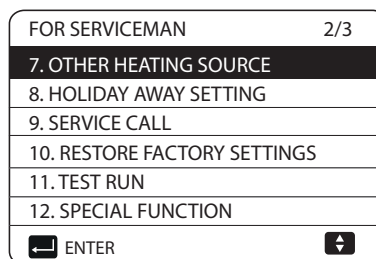 FOR SERVICEMAN 2/3
7. OTHER HEATING SOURCE
8. HOLIDAY AWAY SETTING
9. SERVICE CALL
10. RESTORE FACTORY SETTINGS
11. TEST RUN
12. SPECIAL FUNCTION
ENTER